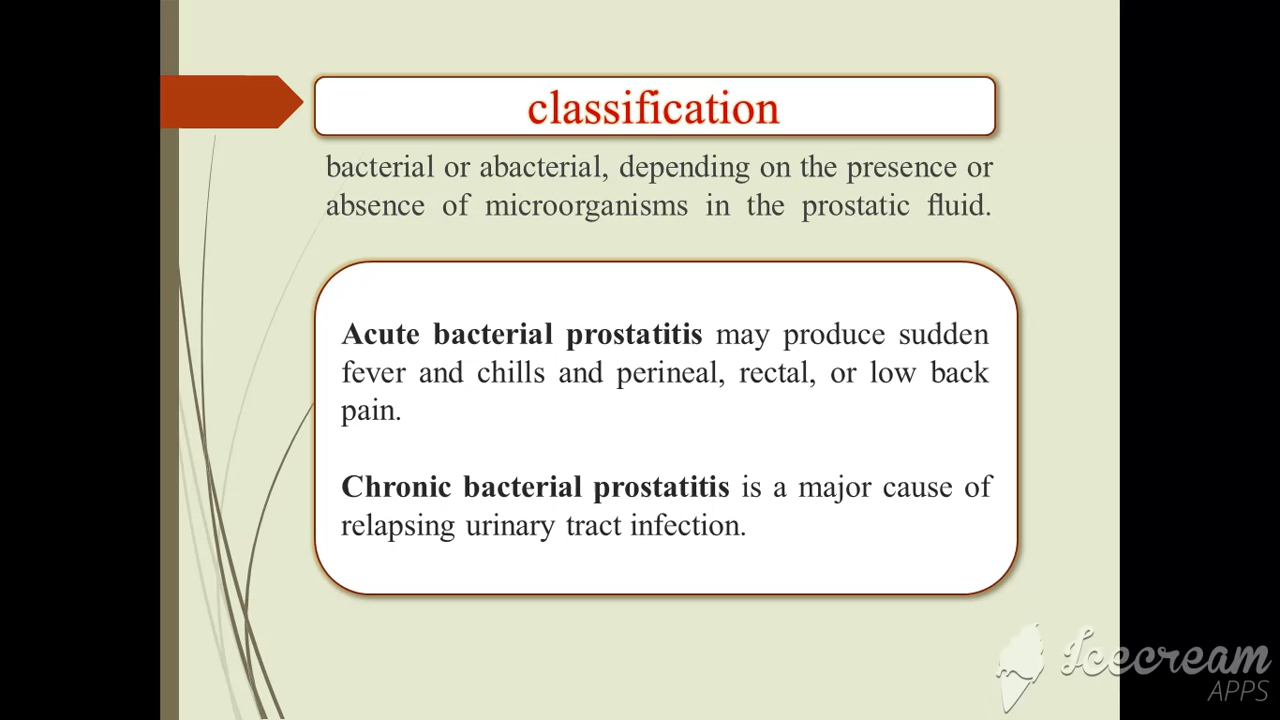 classification
bacterial or abacterial, depending on the presence or
absence of microorganisms in the prostatic fluid.
Acute bacterial prostatitis may produce sudden
fever and chills and perineal, rectal, or low back
pain.
Chronic bacterial prostatitis is a major cause of
relapsing urinary tract infection.
Icecream
APPS